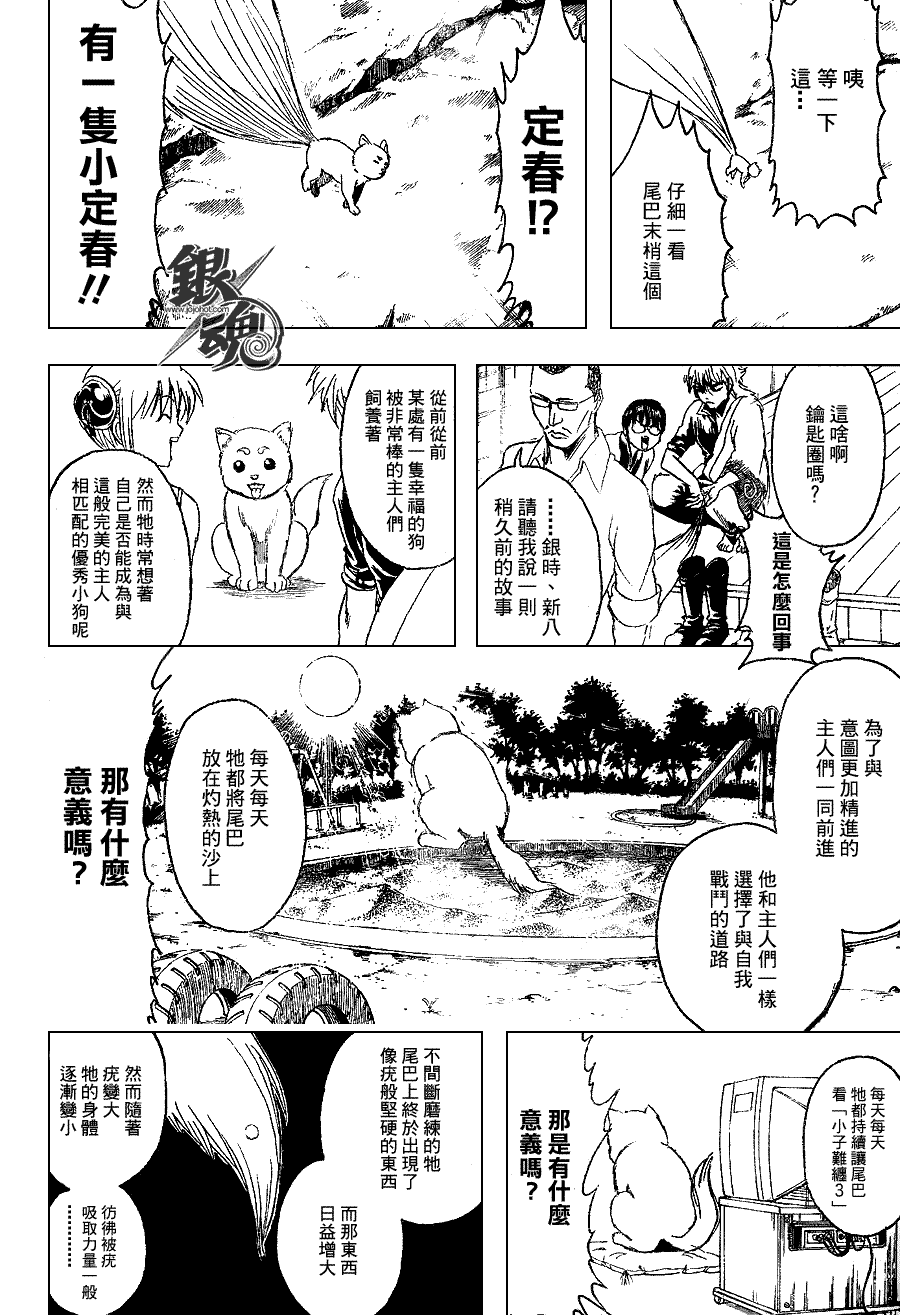 咦
等一下
這…
仔細一看
尾巴末梢這個
定春!?
有一隻小定春!!
銀魂
www.jojohot.com
這啥啊
鑰匙圈嗎？
這是怎麼回事
……銀時、新八
請聽我說一則
稍久前的故事
從前從前
某處有一隻幸福的狗
被非常棒的主人們
飼養著
然而牠時常想著
自己是否能成為與
這般完美的主人
相匹配的優秀小狗呢
為了與
意圖更加精進的
主人們一同前進
他和主人們一樣
選擇了與自我
戰鬥的道路
每天每天
牠都將尾巴
放在灼熱的沙上
那有什麼
意義嗎？
每天每天
牠都持續讓尾巴
看「小子難纏3」
那是有什麼
意義嗎？
不間斷磨練的牠
尾巴上終於出現了
像疣般堅硬的東西
而那東西
日益增大
然而隨著
疣變大
牠的身體
逐漸變小
彷彿被疣
吸取力量一般
………